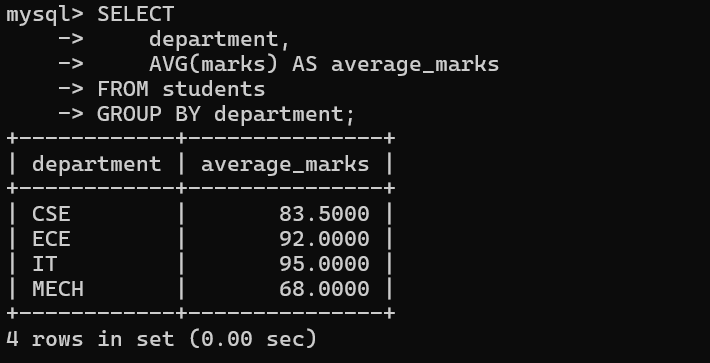 mysql> SELECT
    ->     department,
    ->     AVG(marks) AS average_marks
    -> FROM students
    -> GROUP BY department;
+------------+---------------+
| department | average_marks |
+------------+---------------+
| CSE        |       83.5000 |
| ECE        |       92.0000 |
| IT         |       95.0000 |
| MECH       |       68.0000 |
+------------+---------------+
4 rows in set (0.00 sec)